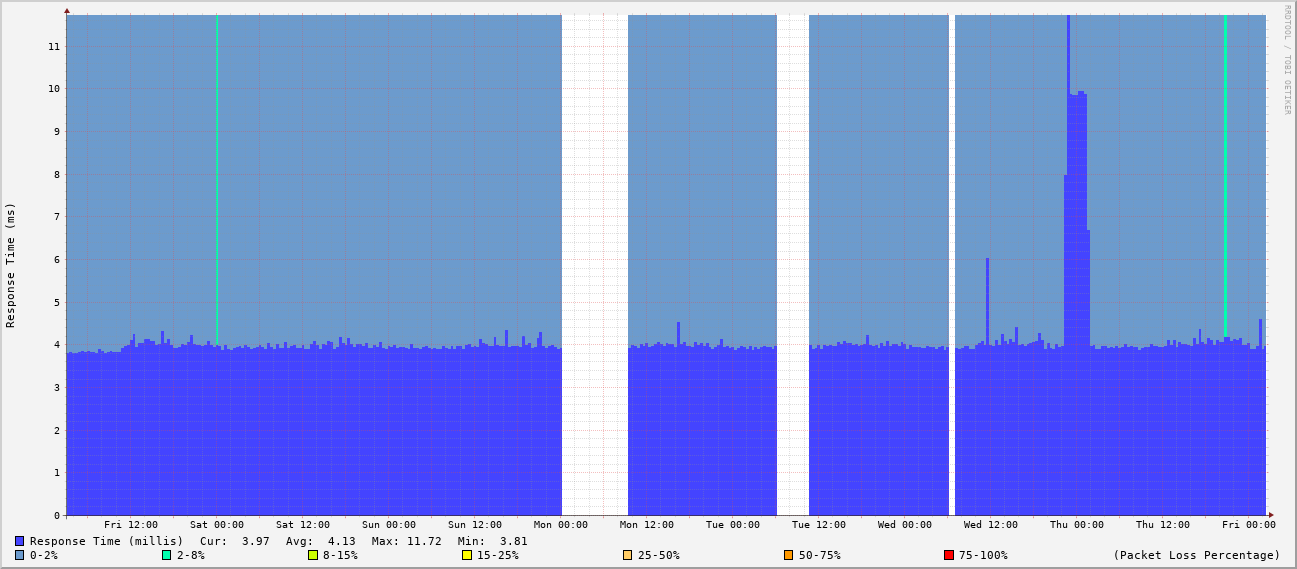 RRDTOOL / TOBI OETIKER
Response Time (ms)
11
10
9
8
7
6
5
4
3
2
1
0
Fri 12:00 Sat 00:00 Sat 12:00 Sun 00:00 Sun 12:00 Mon 00:00 Mon 12:00 Tue 00:00 Tue 12:00 Wed 00:00 Wed 12:00 Thu 00:00 Thu 12:00 Fri 00:00
Response Time (millis) Cur: 3.97 Avg: 4.13 Max: 11.72 Min: 3.81
0-2% 2-8% 8-15% 15-25% 25-50% 50-75% 75-100% (Packet Loss Percentage)